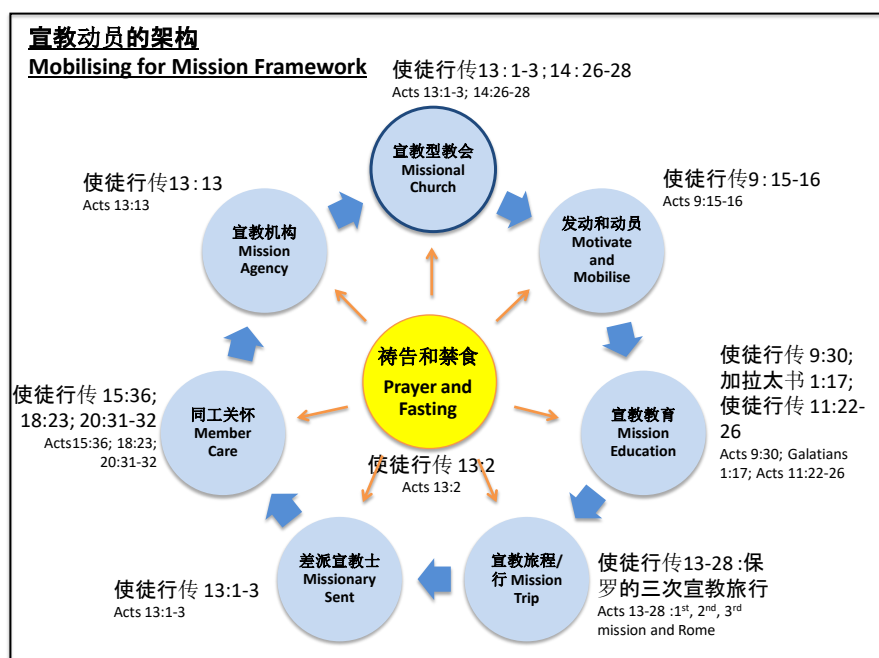 宣教动员的架构
Mobilising for Mission Framework
使徒行传13：1-3；14：26-28
Acts 13:1-3; 14:26-28
宣教型教会
Missional
Church
使徒行传9：15-16
Acts 9:15-16
发动和动员
Motivate
and
Mobilise
使徒行传 9:30;
加拉太书 1:17;
使徒行传 11:22-
26
Acts 9:30; Galatians
1:17; Acts 11:22-26
宣教教育
Mission
Education
使徒行传13-28 :保
罗的三次宣教旅行
Acts 13-28 :1st, 2nd, 3rd
mission and Rome
宣教旅程/
行 Mission
Trip
差派宣教士
Missionary
Sent
使徒行传 13:1-3
Acts 13:1-3
同工关怀
Member
Care
使徒行传 15:36;
18:23; 20:31-32
Acts15:36; 18:23;
20:31-32
宣教机构
Mission
Agency
使徒行传13：13
Acts 13:13
祷告和禁食
Prayer and
Fasting
使徒行传 13:2
Acts 13:2